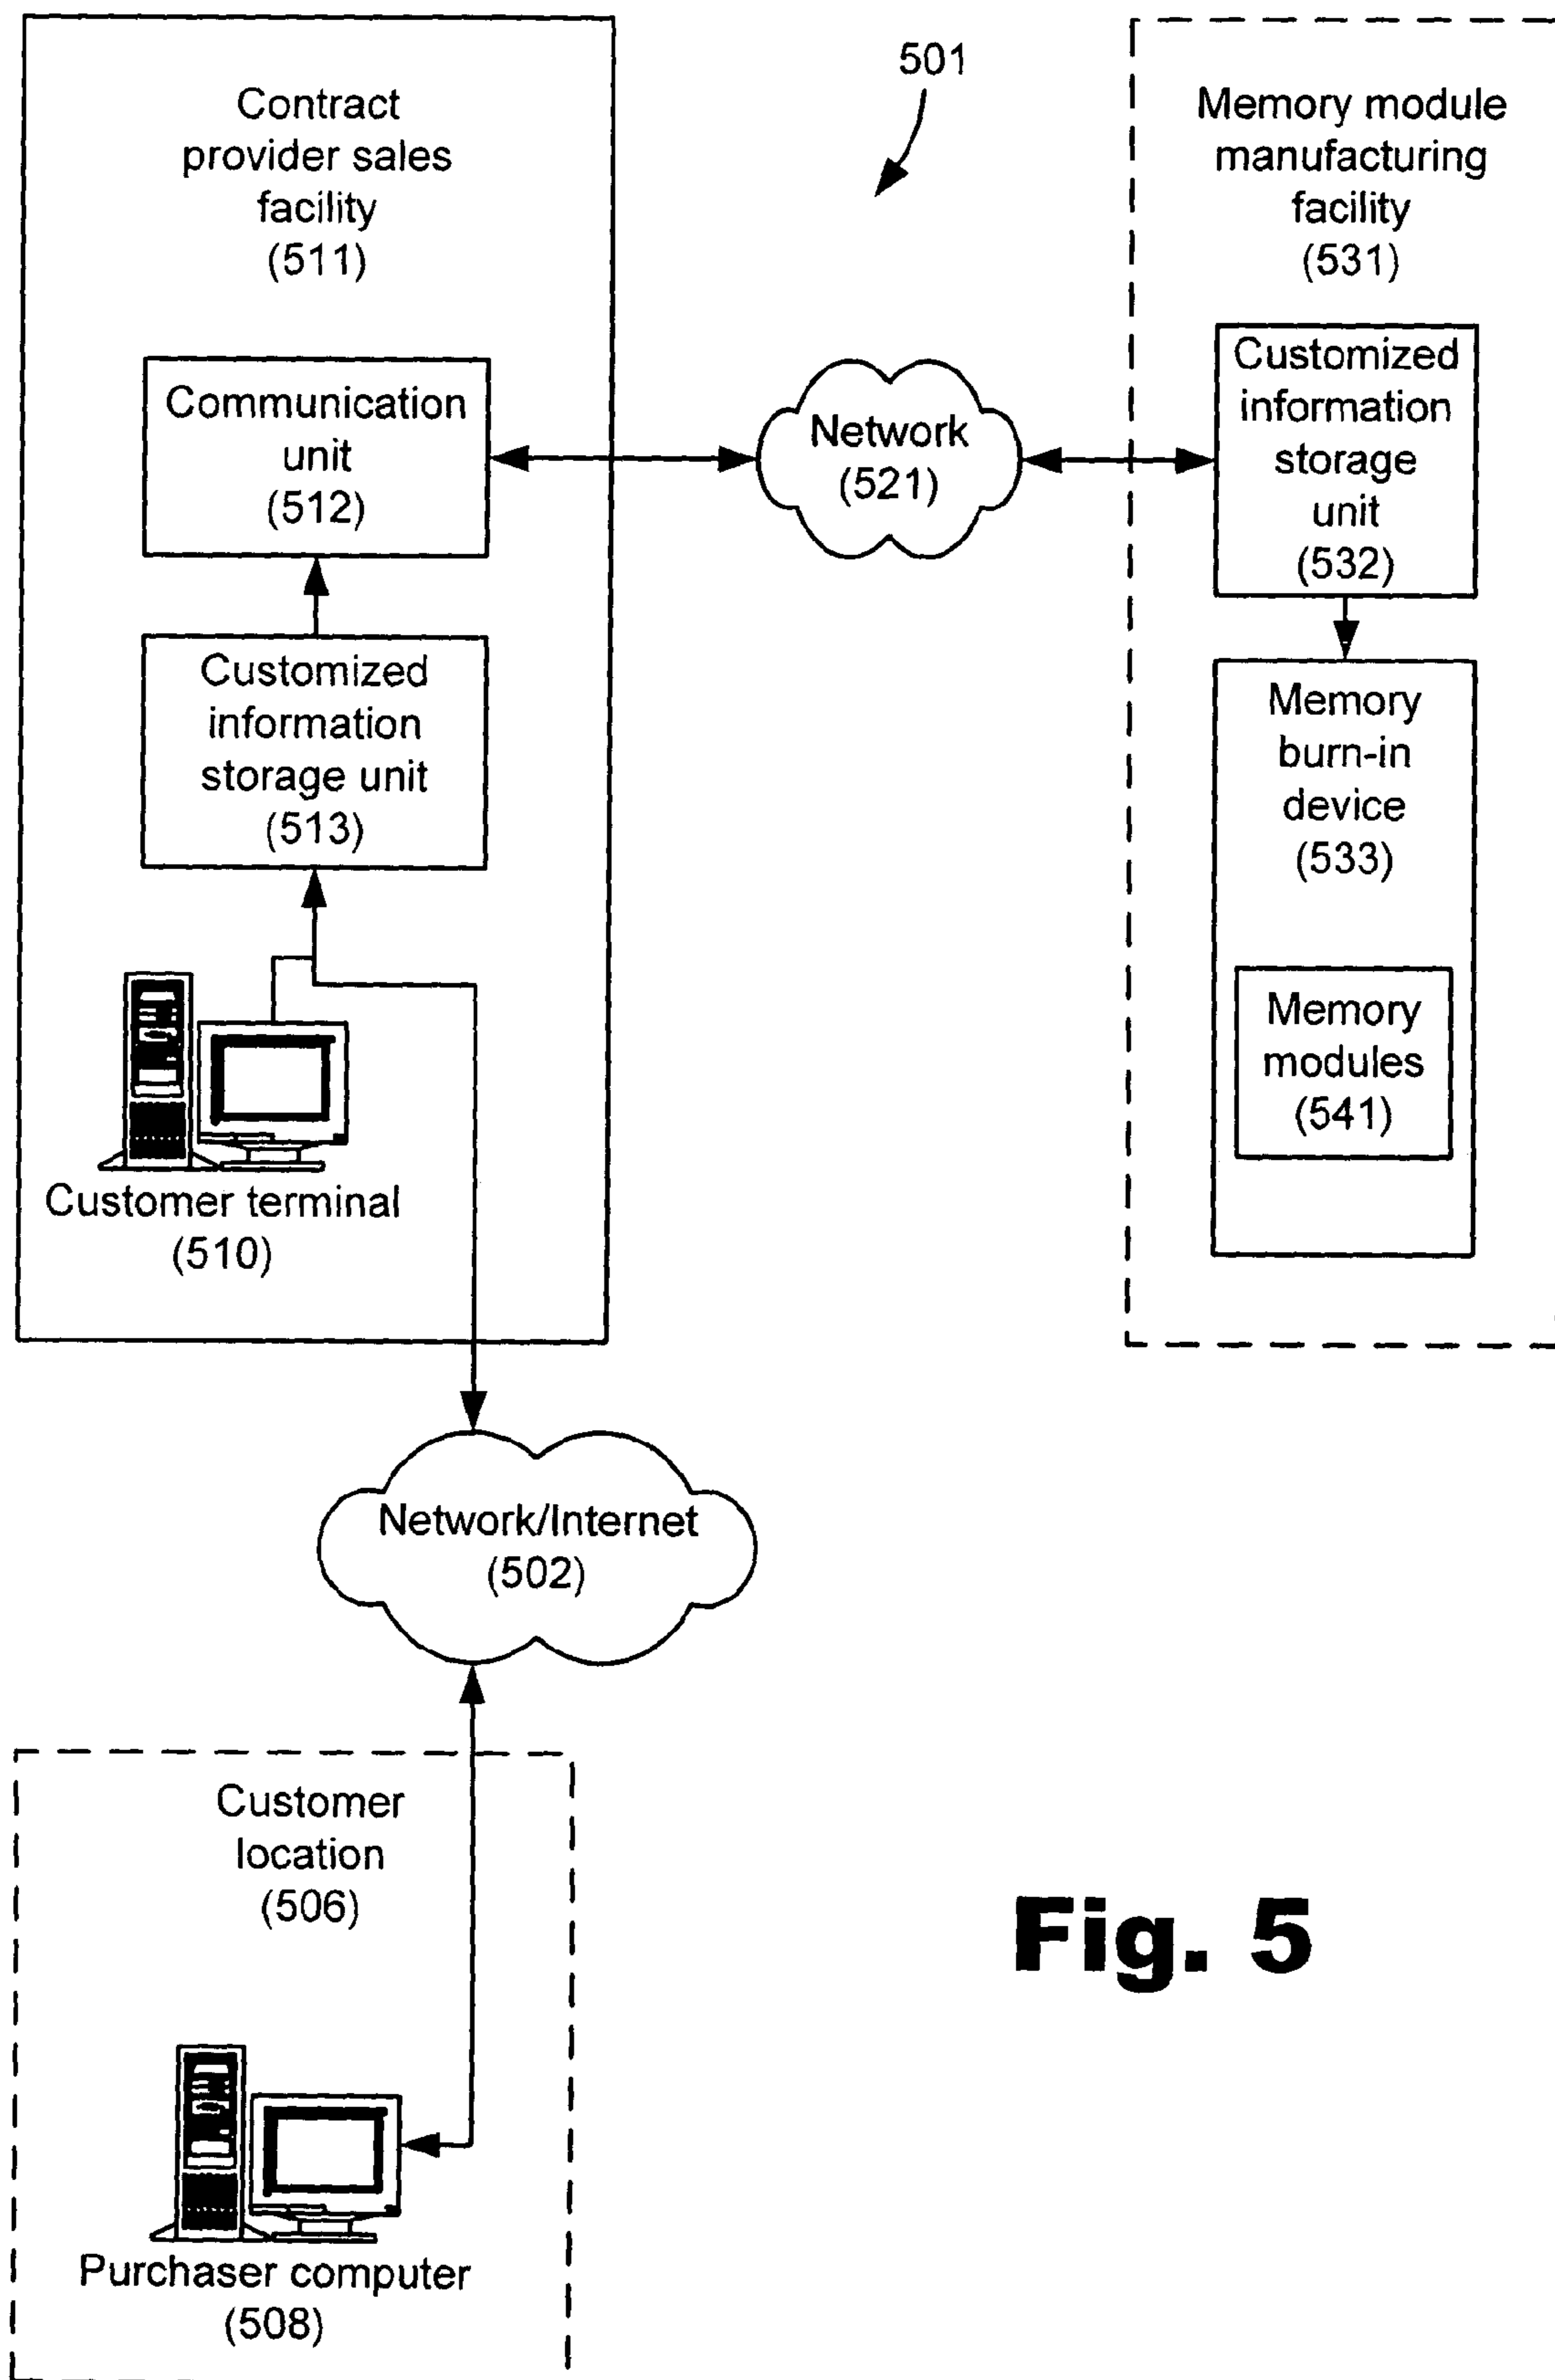 501
Contract
provider sales
facility
(511)
Communication
unit
(512)
Customized
information
storage unit
(513)
Customer terminal
(510)
Network
(521)
Memory module
manufacturing
facility
(531)
Customized
information
storage
unit
(532)
Memory
burn-in
device
(533)
Memory
modules
(541)
Network/Internet
(502)
Customer
location
(506)
Purchaser computer
(508)
Fig. 5